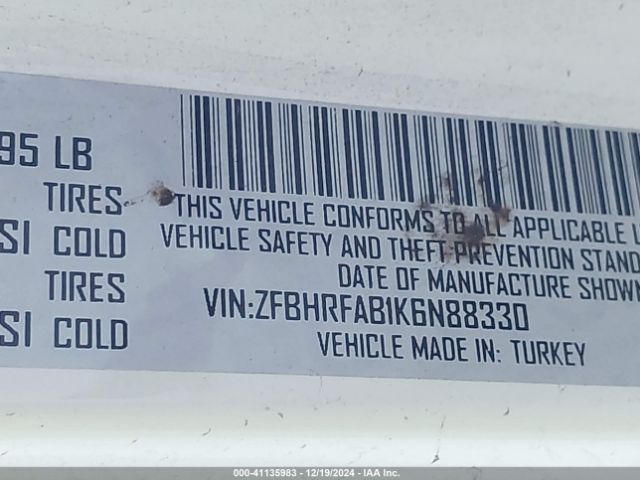 95 LB
TIRES
SI COLD
TIRES
SI COLD
THIS VEHICLE CONFORMS TO ALL APPLICABLE
VEHICLE SAFETY AND THEFT PREVENTION STAND
DATE OF MANUFACTURE SHOWN
VIN:ZFBHRFAB1K6N88330
VEHICLE MADE IN: TURKEY
000-41135983 - 12/19/2024 - IAA Inc.